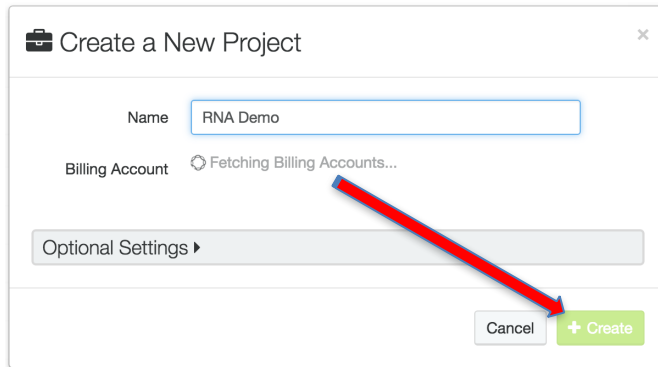 Create a New Project
×
Name RNA Demo
Billing Account Fetching Billing Accounts...
Optional Settings
Cancel + Create